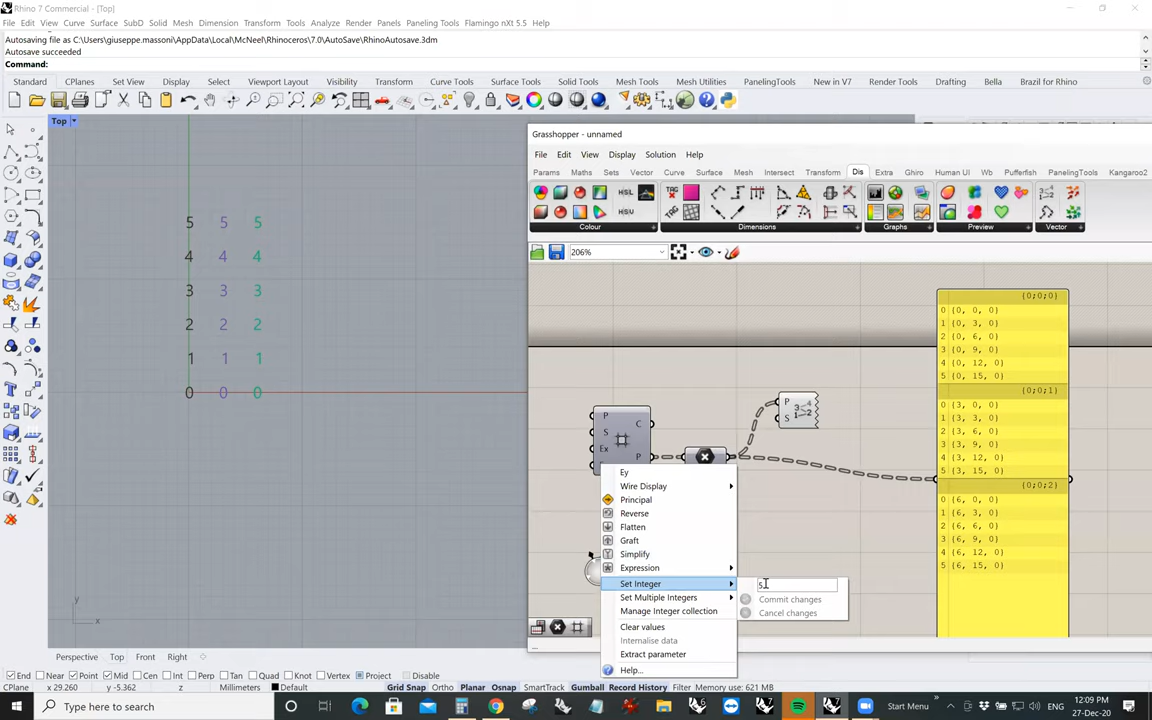 Rhino 7 Commercial - [Top]
File Edit View Curve Surface SubD Solid Mesh Dimension Transform Tools Analyze Render Panels Paneling Tools Flamingo nXt 5.5 Help
Autosaving file as C:\Users\giuseppe.massoni\AppData\Local\McNeel\Rhinoceros\7.0\AutoSave\RhinoAutosave.3dm
Autosave succeeded
Command:
Standard CPlanes Set View Display Select Viewport Layout Visibility Transform Curve Tools Surface Tools Solid Tools Mesh Tools Mesh Utilities PanelingTools New in V7 Render Tools Drafting Bella Brazil for Rhino
Top
5 5 5
4 4 4
3 3 3
2 2 2
1 1 1
0 0 0
y
x
Grasshopper - unnamed
File Edit View Display Solution Help
Params Maths Sets Vector Curve Surface Mesh Intersect Transform Dis Extra Ghiro Human UI Wb Pufferfish PanelingTools Kangaroo2
TAG HSL
TAG HSV
Colour Dimensions Graphs Preview Vector
206%
P
S
Ex
C
P
P
S
3 4
1 2
{0;0;0}
0 {0, 0, 0}
1 {0, 3, 0}
2 {0, 6, 0}
3 {0, 9, 0}
4 {0, 12, 0}
5 {0, 15, 0}
{0;0;1}
0 {3, 0, 0}
1 {3, 3, 0}
2 {3, 6, 0}
3 {3, 9, 0}
4 {3, 12, 0}
5 {3, 15, 0}
{0;0;2}
0 {6, 0, 0}
1 {6, 3, 0}
2 {6, 6, 0}
3 {6, 9, 0}
4 {6, 12, 0}
5 {6, 15, 0}
Ey
Wire Display
Principal
Reverse
Flatten
Graft
Simplify
Expression
Set Integer
Set Multiple Integers
Manage Integer collection
Clear values
Internalise data
Extract parameter
Help...
5
Commit changes
Cancel changes
Perspective Top Front Right
End Near Point Mid Cen Int Perp Tan Quad Knot Vertex Project Disable
CPlane x 29.260 y -5.362 z Millimeters Default Grid Snap Ortho Planar Osnap SmartTrack Gumball Record History Filter Memory use: 621 MB
Type here to search
Start Menu
ENG
12:09 PM
27-Dec-20